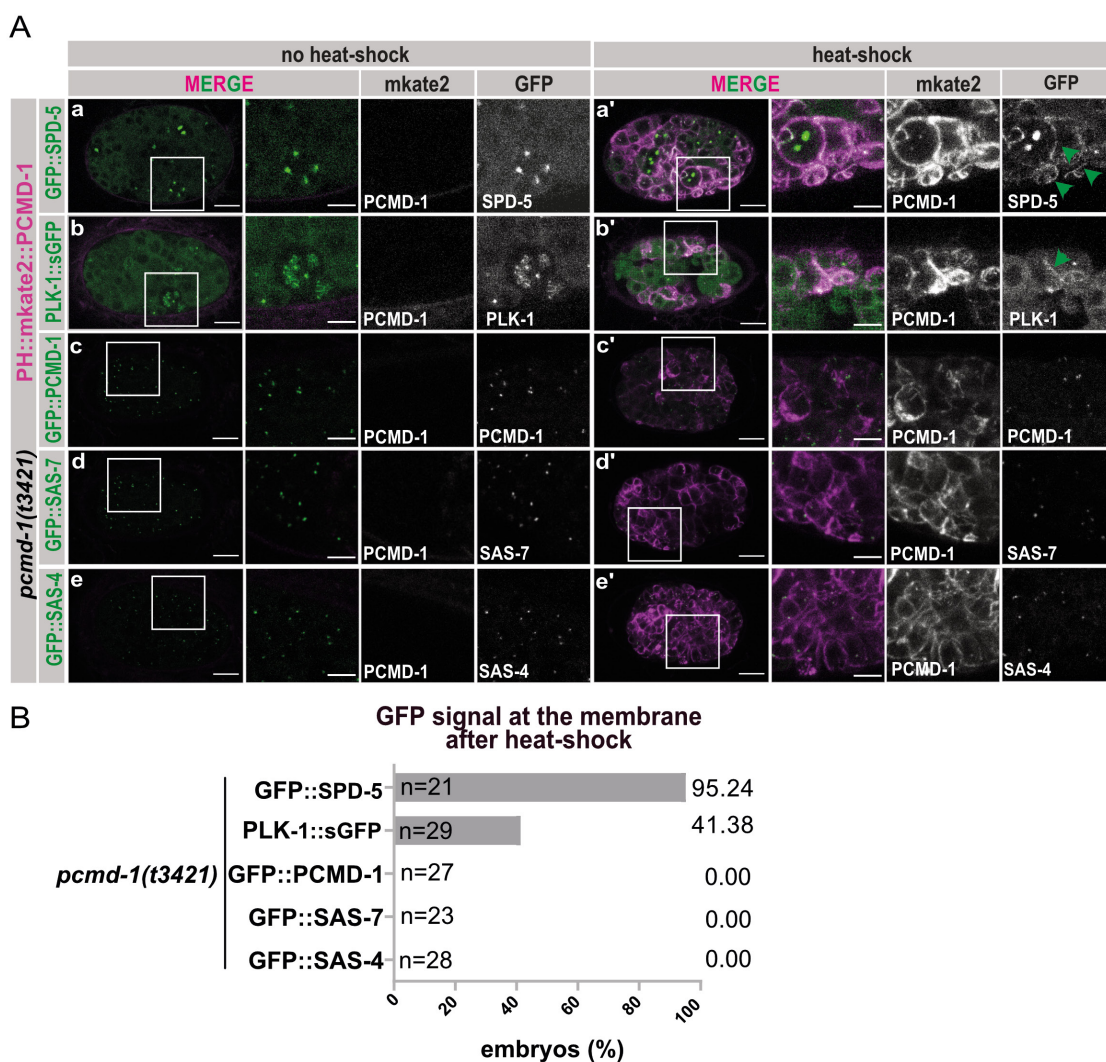 A
no heat-shock
heat-shock
MERGE
mkate2
GFP
MERGE
mkate2
GFP
PH::mkate2::PCMD-1
pcmd-1(t3421)
GFP::SPD-5
a
PCMD-1
SPD-5
a'
PCMD-1
SPD-5
PLK-1::sGFP
b
PCMD-1
PLK-1
b'
PCMD-1
PLK-1
GFP::PCMD-1
c
PCMD-1
PCMD-1
c'
PCMD-1
PCMD-1
GFP::SAS-7
d
PCMD-1
SAS-7
d'
PCMD-1
SAS-7
GFP::SAS-4
e
PCMD-1
SAS-4
e'
PCMD-1
SAS-4
B
GFP signal at the membrane
after heat-shock
pcmd-1(t3421)
GFP::SPD-5
n=21
95.24
PLK-1::sGFP
n=29
41.38
GFP::PCMD-1
n=27
0.00
GFP::SAS-7
n=23
0.00
GFP::SAS-4
n=28
0.00
0
20
40
60
80
100
embryos (%)